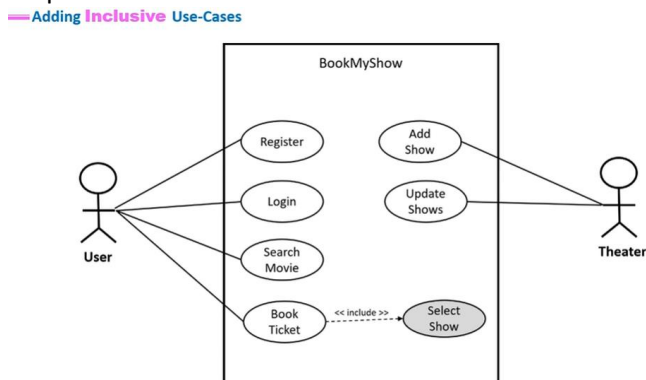 Adding Inclusive Use-Cases
BookMyShow
Register
Add
Show
Login
Update
Shows
Search
Movie
Book
Ticket
<< include >>
Select
Show
User
Theater